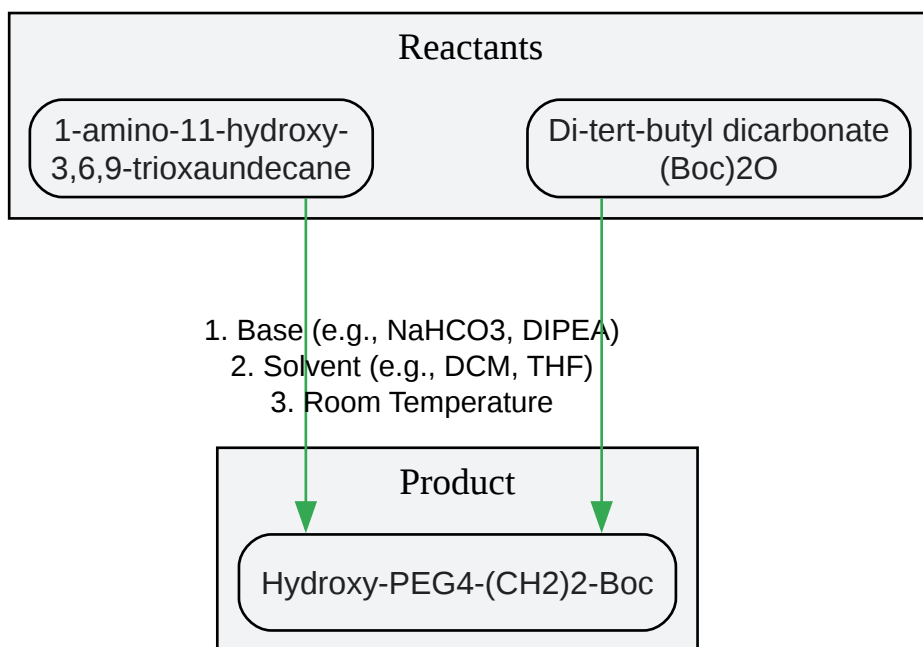 Reactants
1-amino-11-hydroxy-
3,6,9-trioxaundecane
Di-tert-butyl dicarbonate
(Boc)2O
1. Base (e.g., NaHCO3, DIPEA)
2. Solvent (e.g., DCM, THF)
3. Room Temperature
Product
Hydroxy-PEG4-(CH2)2-Boc